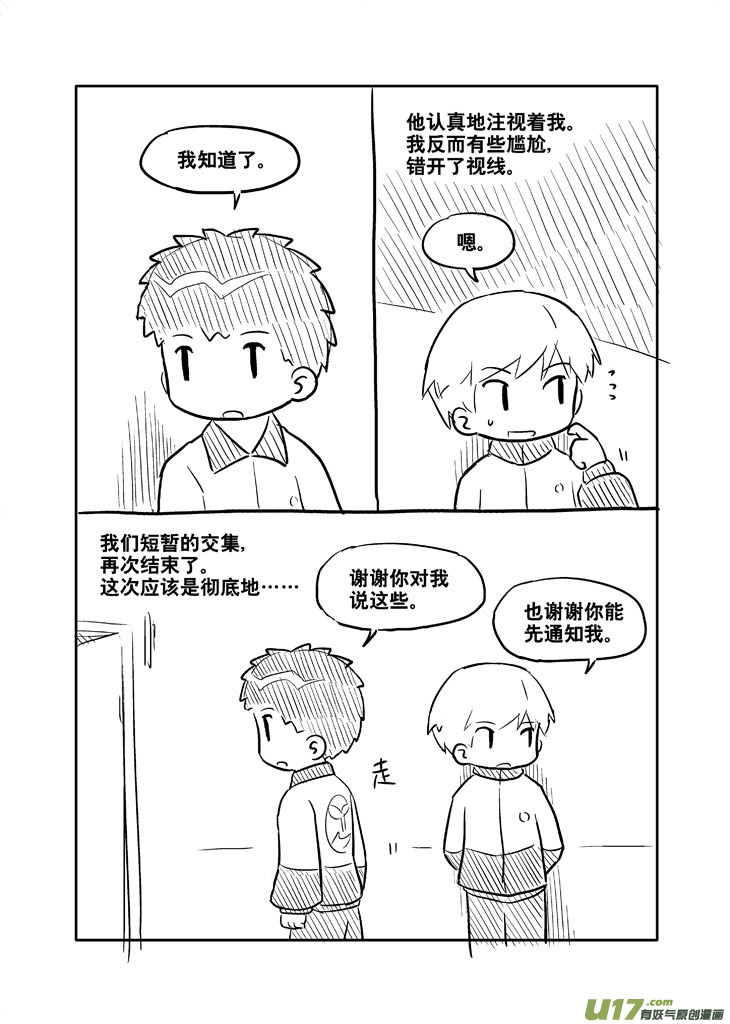 我知道了。
他认真地注视着我。
我反而有些尴尬,
错开了视线。
嗯。
我们短暂的交集,
再次结束了。
这次应该是彻底地……
谢谢你对我
说这些。
也谢谢你能
先通知我。
走
U17.com
有妖气原创漫画